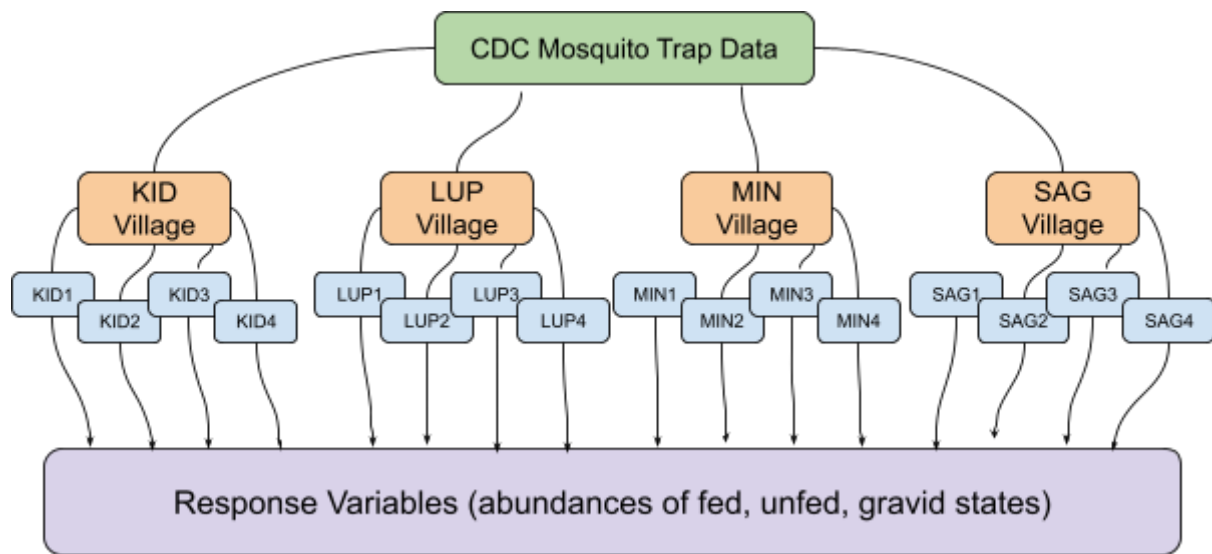 CDC Mosquito Trap Data
KID
Village
LUP
Village
MIN
Village
SAG
Village
KID1
KID2
KID3
KID4
LUP1
LUP2
LUP3
LUP4
MIN1
MIN2
MIN3
MIN4
SAG1
SAG2
SAG3
SAG4
Response Variables (abundances of fed, unfed, gravid states)